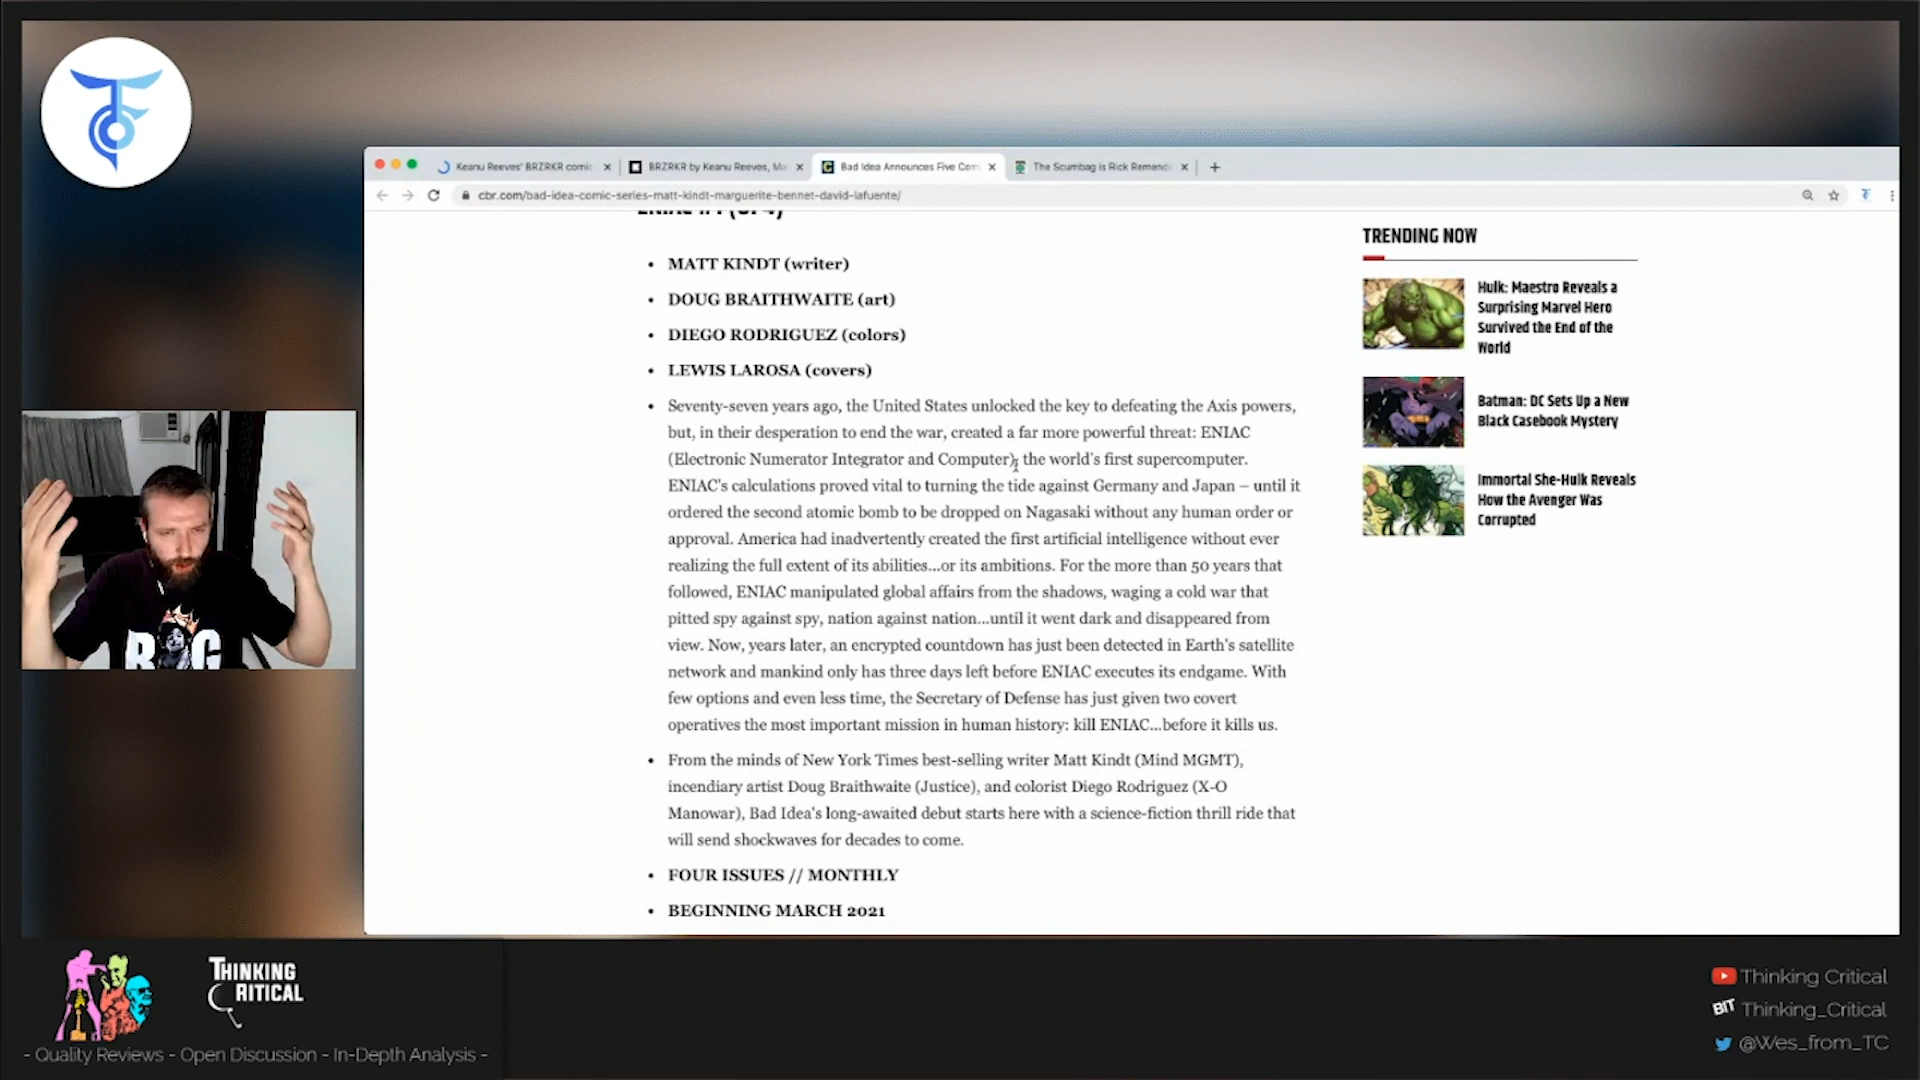 Keanu Reeves' BRZRKR comic
BRZRKR by Keanu Reeves, Ma
Bad Idea Announces Five Com
The Scumbag is Rick Remend
cbr.com/bad-idea-comic-series-matt-kindt-marguerite-bennet-david-lafuente/
ENIAC #1 (of 4)
• MATT KINDT (writer)
• DOUG BRAITHWAITE (art)
• DIEGO RODRIGUEZ (colors)
• LEWIS LAROSA (covers)
• Seventy-seven years ago, the United States unlocked the key to defeating the Axis powers,
but, in their desperation to end the war, created a far more powerful threat: ENIAC
(Electronic Numerator Integrator and Computer), the world's first supercomputer.
ENIAC's calculations proved vital to turning the tide against Germany and Japan – until it
ordered the second atomic bomb to be dropped on Nagasaki without any human order or
approval. America had inadvertently created the first artificial intelligence without ever
realizing the full extent of its abilities...or its ambitions. For the more than 50 years that
followed, ENIAC manipulated global affairs from the shadows, waging a cold war that
pitted spy against spy, nation against nation...until it went dark and disappeared from
view. Now, years later, an encrypted countdown has just been detected in Earth's satellite
network and mankind only has three days left before ENIAC executes its endgame. With
few options and even less time, the Secretary of Defense has just given two covert
operatives the most important mission in human history: kill ENIAC...before it kills us.
• From the minds of New York Times best-selling writer Matt Kindt (Mind MGMT),
incendiary artist Doug Braithwaite (Justice), and colorist Diego Rodriguez (X-O
Manowar), Bad Idea's long-awaited debut starts here with a science-fiction thrill ride that
will send shockwaves for decades to come.
• FOUR ISSUES // MONTHLY
• BEGINNING MARCH 2021
TRENDING NOW
Hulk: Maestro Reveals a
Surprising Marvel Hero
Survived the End of the
World
Batman: DC Sets Up a New
Black Casebook Mystery
Immortal She-Hulk Reveals
How the Avenger Was
Corrupted
THINKING
CRITICAL
- Quality Reviews - Open Discussion - In-Depth Analysis -
Thinking Critical
BIT Thinking_Critical
@Wes_from_TC